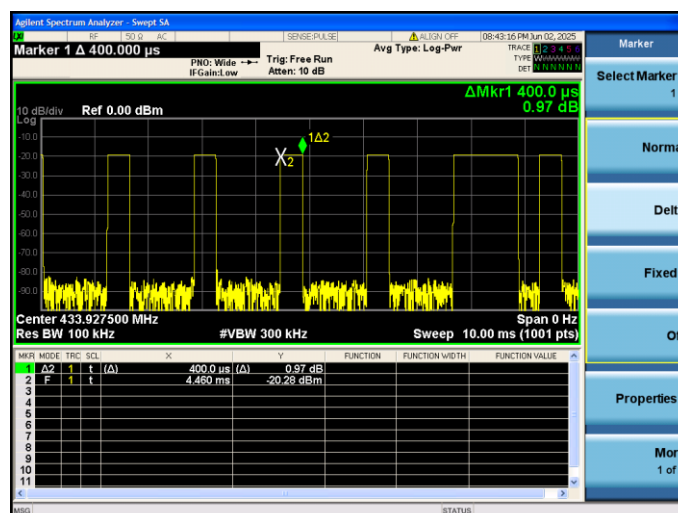 Agilent Spectrum Analyzer - Swept SA
LXI RF 50 Ω AC SENSE:PULSE ALIGN OFF 08:43:16 PM Jun 02, 2025
Marker 1 Δ 400.000 µs
Avg Type: Log-Pwr
TRACE 1 2 3 4 5 6
TYPE W
DET N N N N N N
PNO: Wide
IFGain:Low
Trig: Free Run
Atten: 10 dB
ΔMkr1 400.0 µs
0.97 dB
10 dB/div
Log
Ref 0.00 dBm
-10.0
-20.0
-30.0
-40.0
-50.0
-60.0
-70.0
-80.0
-90.0
1Δ2
X2
Center 433.927500 MHz
Span 0 Hz
Res BW 100 kHz
#VBW 300 kHz
Sweep 10.00 ms (1001 pts)
MKR MODE TRC SCL X Y FUNCTION FUNCTION WIDTH FUNCTION VALUE
1 Δ2 1 t (Δ) 400.0 µs (Δ) 0.97 dB
2 F 1 t 4.460 ms -20.28 dBm
3
4
5
6
7
8
9
10
11
MSG
STATUS
Marker
Select Marker
1
Norma
Delt
Fixed
O
Properties
Mor
1 of